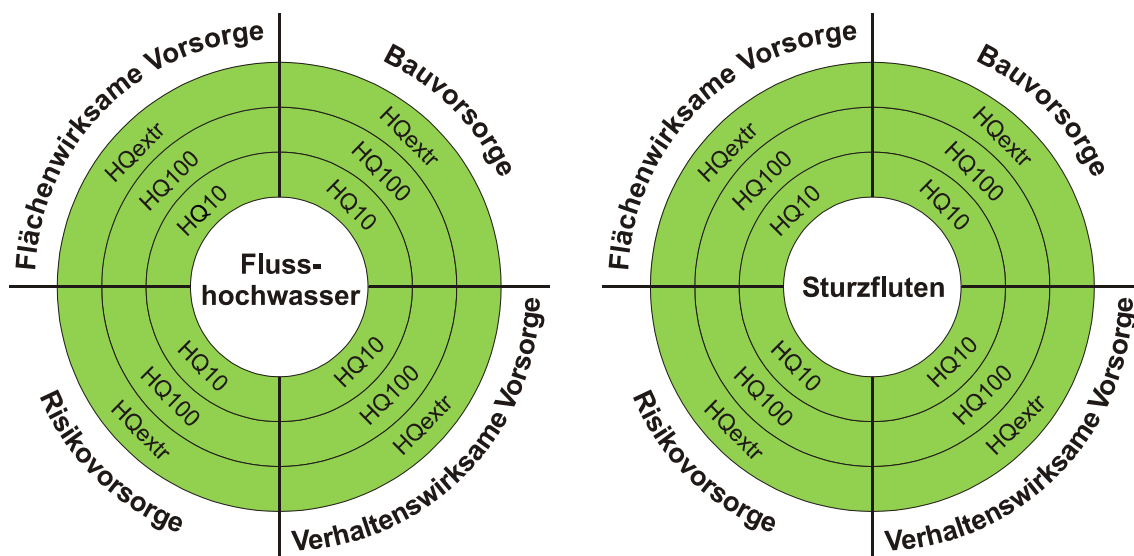 Flächenwirksame Vorsorge
Bauvorsorge
HQextr
HQ100
HQ10
HQextr
HQ100
HQ10
Fluss-
hochwasser
HQ10
HQ100
HQextr
HQ10
HQ100
HQextr
Risikovorsorge
Verhaltenswirksame Vorsorge
Flächenwirksame Vorsorge
Bauvorsorge
HQextr
HQ100
HQ10
HQextr
HQ100
HQ10
Sturzfluten
HQ10
HQ100
HQextr
HQ10
HQ100
HQextr
Risikovorsorge
Verhaltenswirksame Vorsorge